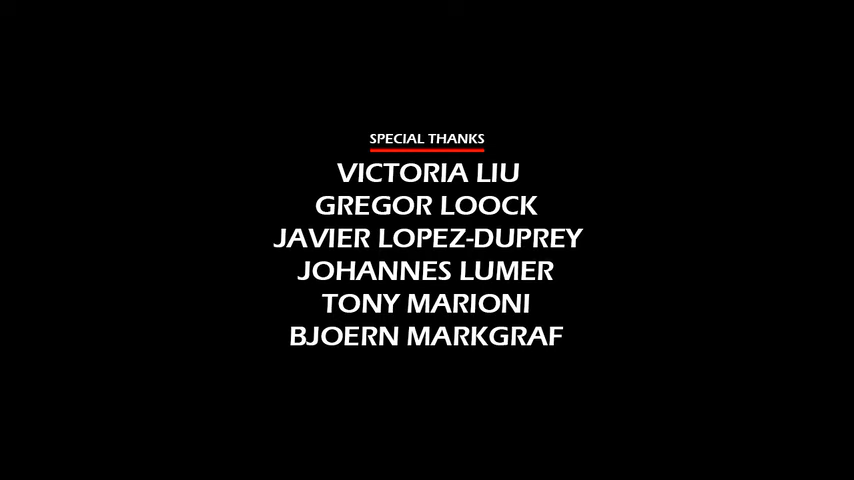 SPECIAL THANKS
VICTORIA LIU
GREGOR LOOCK
JAVIER LOPEZ-DUPREY
JOHANNES LUMER
TONY MARIONI
BJOERN MARKGRAF